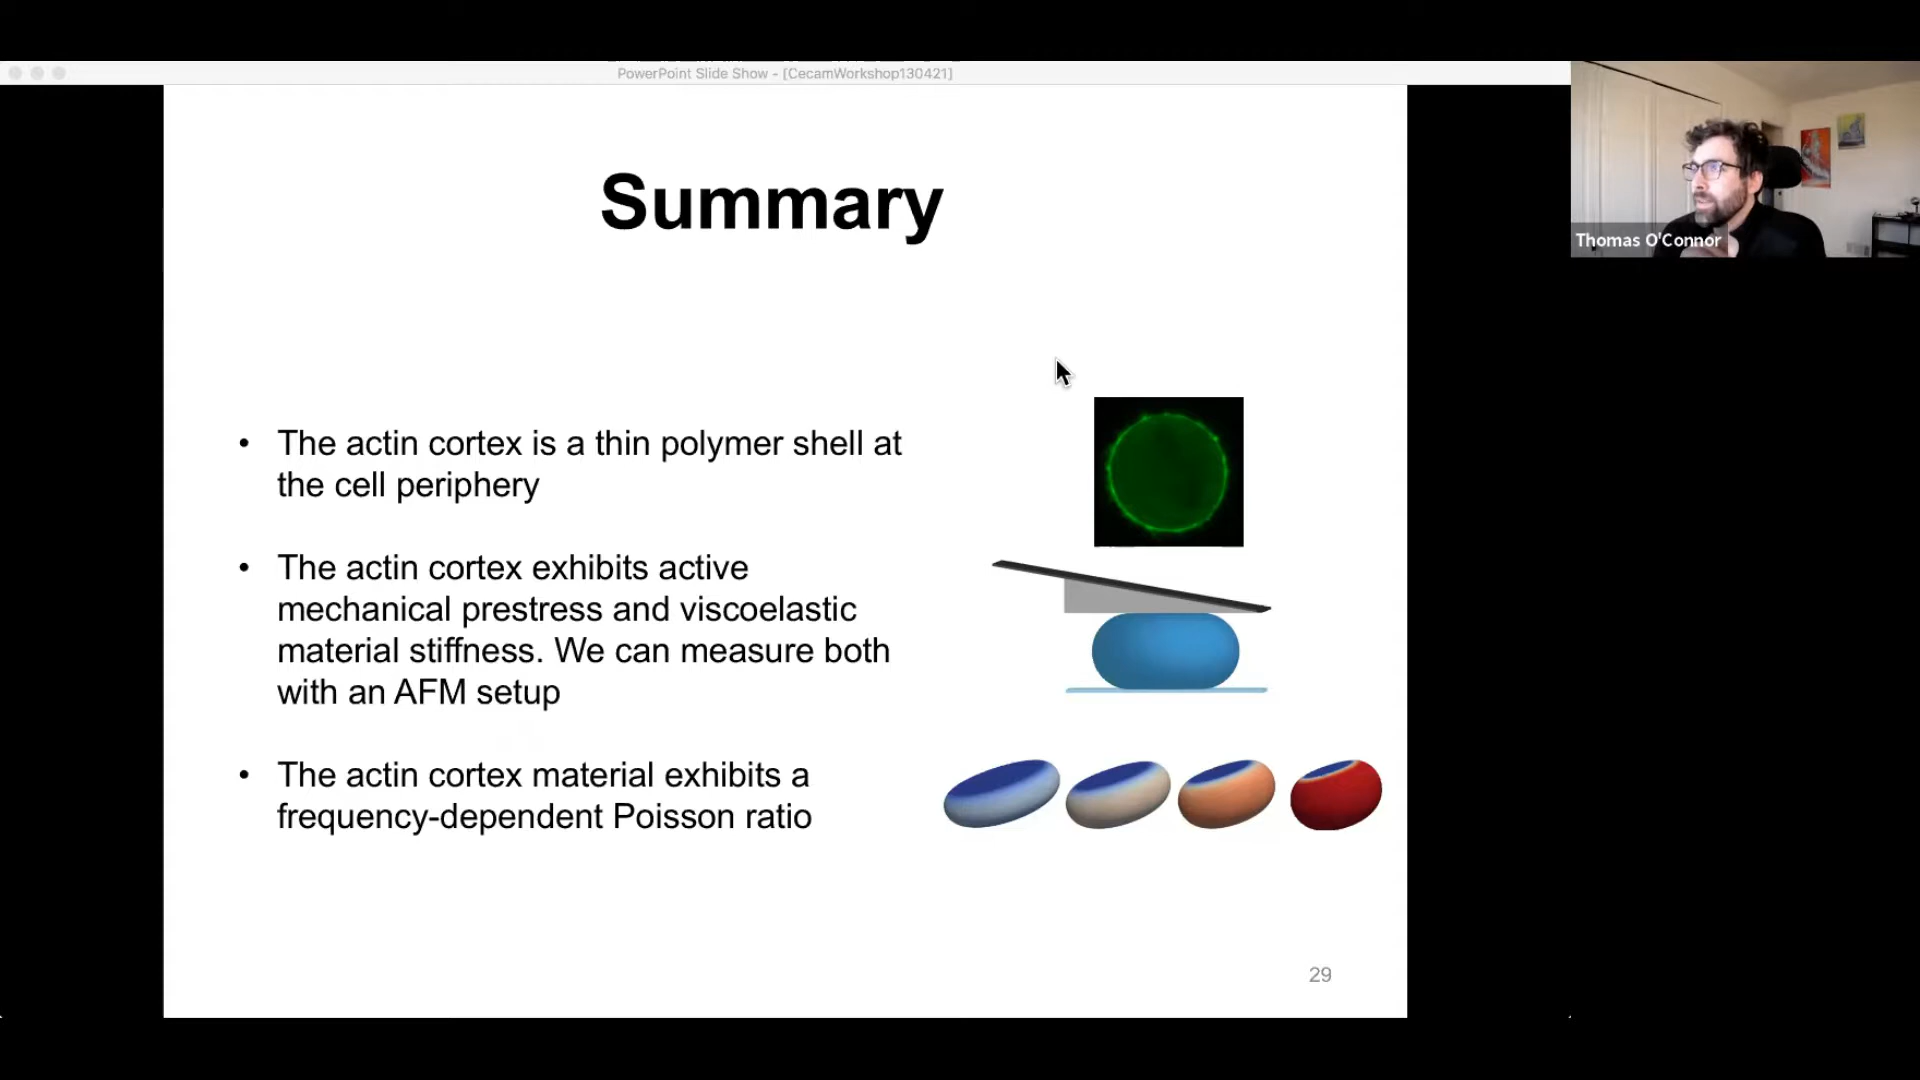 PowerPoint Slide Show - [CecamWorkshop130421]
Thomas O'Connor
Summary
• The actin cortex is a thin polymer shell at
the cell periphery
• The actin cortex exhibits active
mechanical prestress and viscoelastic
material stiffness. We can measure both
with an AFM setup
• The actin cortex material exhibits a
frequency-dependent Poisson ratio
29